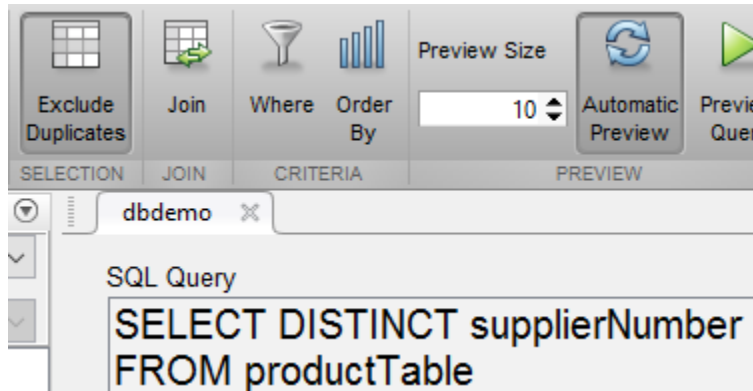 Exclude Duplicates
Join
Where
Order By
Preview Size
10
Automatic Preview
SELECTION
JOIN
CRITERIA
PREVIEW
dbdemo
SQL Query
SELECT DISTINCT supplierNumber
FROM productTable